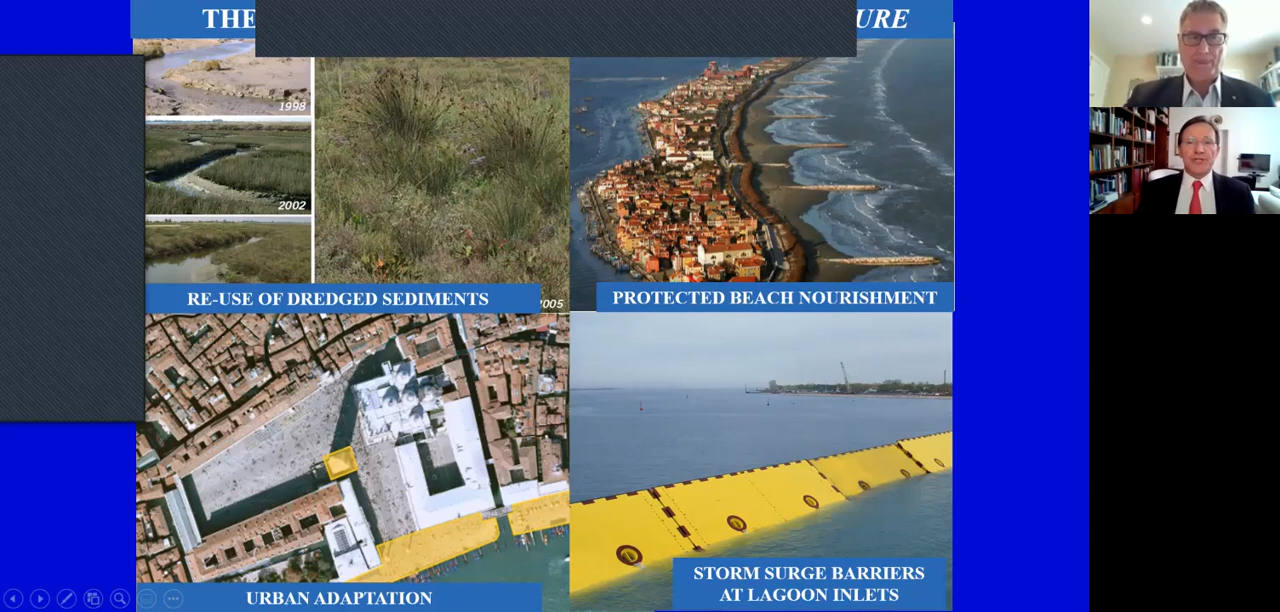 THE
URE
1998
2002
2005
RE-USE OF DREDGED SEDIMENTS
PROTECTED BEACH NOURISHMENT
URBAN ADAPTATION
STORM SURGE BARRIERS
AT LAGOON INLETS